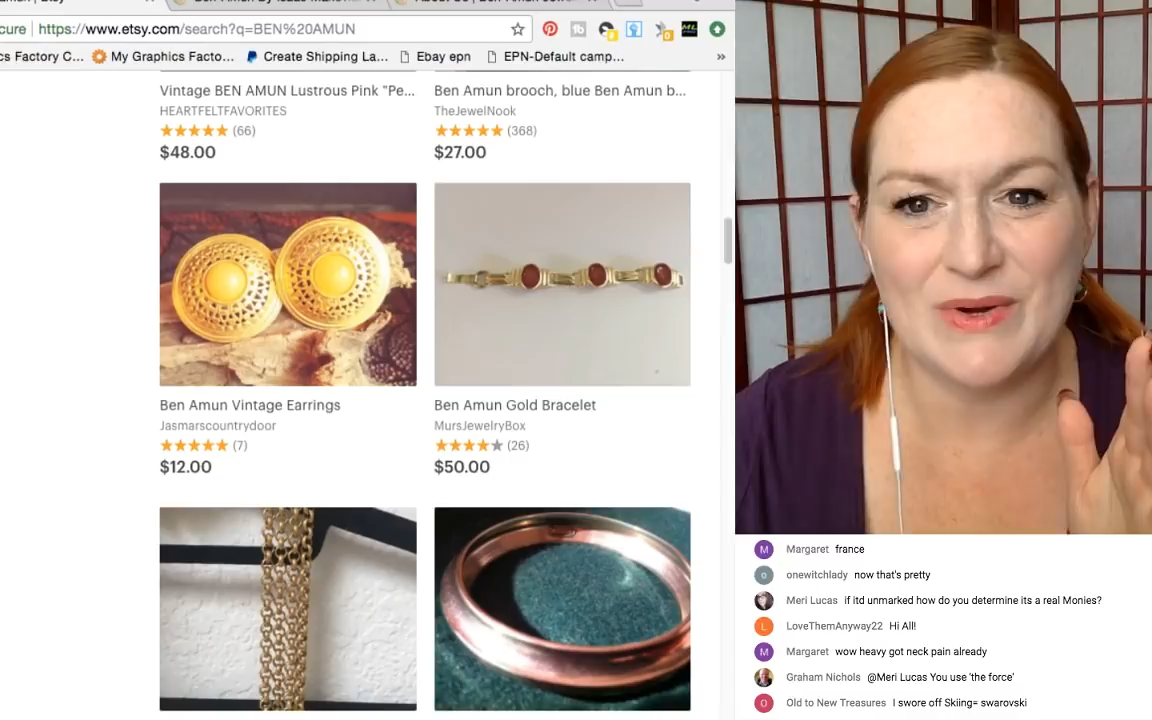 cure https://www.etsy.com/search?q=BEN%20AMUN
cs Factory C... My Graphics Facto... Create Shipping La... Ebay epn EPN-Default camp... »
Vintage BEN AMUN Lustrous Pink "Pe...
HEARTFELTFAVORITES
(66)
$48.00
Ben Amun brooch, blue Ben Amun b...
TheJewelNook
(368)
$27.00
Ben Amun Vintage Earrings
Jasmarscountrydoor
(7)
$12.00
Ben Amun Gold Bracelet
MursJewelryBox
(26)
$50.00
M Margaret france
o onewitchlady now that's pretty
Meri Lucas if itd unmarked how do you determine its a real Monies?
L LoveThemAnyway22 Hi All!
M Margaret wow heavy got neck pain already
Graham Nichols @Meri Lucas You use 'the force'
O Old to New Treasures I swore off Skiing= swarovski